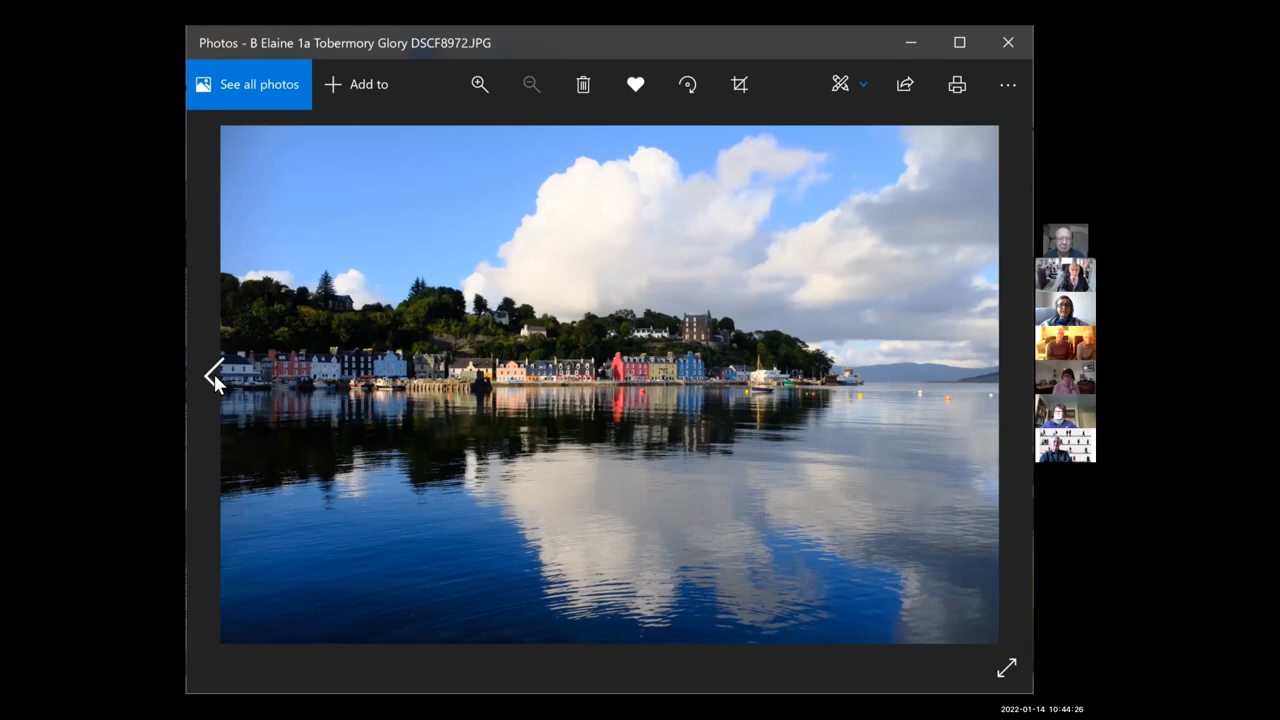 Photos - B Elaine 1a Tobermory Glory DSCF8972.JPG
See all photos
Add to
2022-01-14 10:44:26